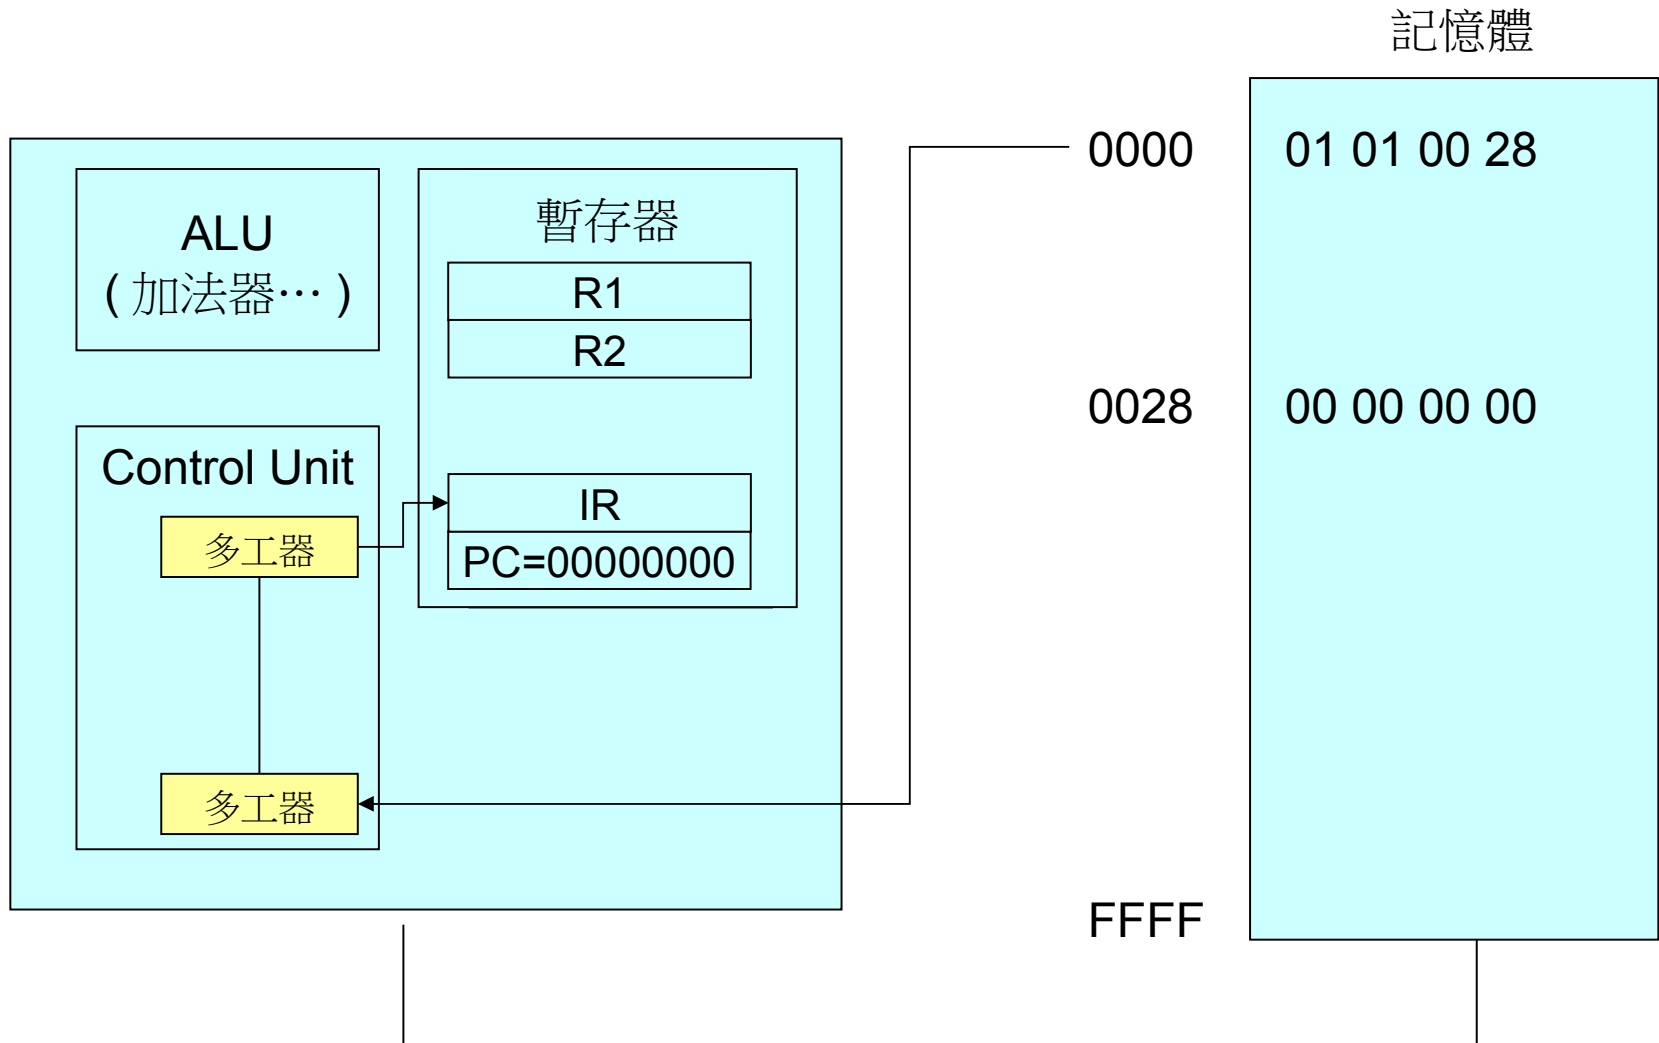 記憶體
0000 01 01 00 28
ALU
( 加法器… )
暫存器
R1
R2
0028 00 00 00 00
Control Unit
多工器
IR
PC=00000000
多工器
FFFF